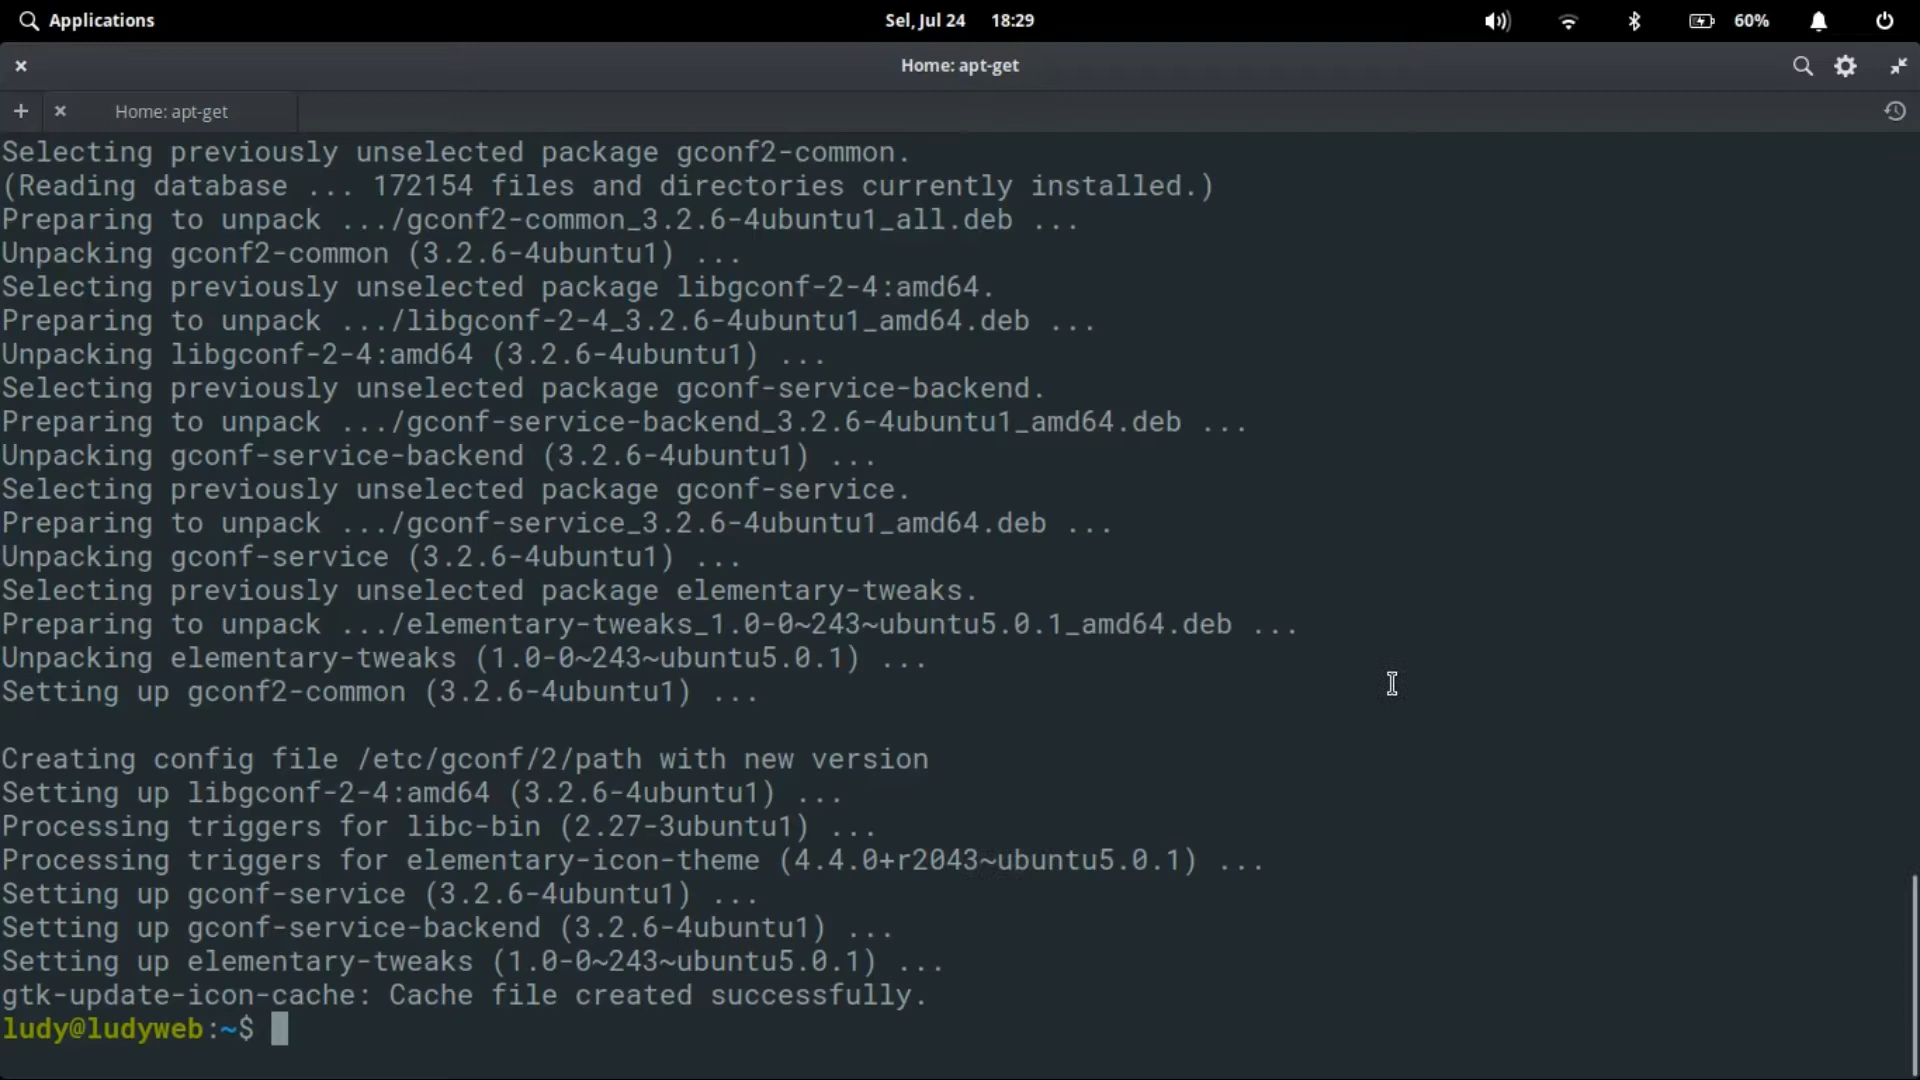 Applications
Sel, Jul 24 18:29
60%
Home: apt-get
Home: apt-get
Selecting previously unselected package gconf2-common.
(Reading database ... 172154 files and directories currently installed.)
Preparing to unpack .../gconf2-common_3.2.6-4ubuntu1_all.deb ...
Unpacking gconf2-common (3.2.6-4ubuntu1) ...
Selecting previously unselected package libgconf-2-4:amd64.
Preparing to unpack .../libgconf-2-4_3.2.6-4ubuntu1_amd64.deb ...
Unpacking libgconf-2-4:amd64 (3.2.6-4ubuntu1) ...
Selecting previously unselected package gconf-service-backend.
Preparing to unpack .../gconf-service-backend_3.2.6-4ubuntu1_amd64.deb ...
Unpacking gconf-service-backend (3.2.6-4ubuntu1) ...
Selecting previously unselected package gconf-service.
Preparing to unpack .../gconf-service_3.2.6-4ubuntu1_amd64.deb ...
Unpacking gconf-service (3.2.6-4ubuntu1) ...
Selecting previously unselected package elementary-tweaks.
Preparing to unpack .../elementary-tweaks_1.0-0~243~ubuntu5.0.1_amd64.deb ...
Unpacking elementary-tweaks (1.0-0~243~ubuntu5.0.1) ...
Setting up gconf2-common (3.2.6-4ubuntu1) ...
Creating config file /etc/gconf/2/path with new version
Setting up libgconf-2-4:amd64 (3.2.6-4ubuntu1) ...
Processing triggers for libc-bin (2.27-3ubuntu1) ...
Processing triggers for elementary-icon-theme (4.4.0+r2043~ubuntu5.0.1) ...
Setting up gconf-service (3.2.6-4ubuntu1) ...
Setting up gconf-service-backend (3.2.6-4ubuntu1) ...
Setting up elementary-tweaks (1.0-0~243~ubuntu5.0.1) ...
gtk-update-icon-cache: Cache file created successfully.
ludy@ludyweb:~$